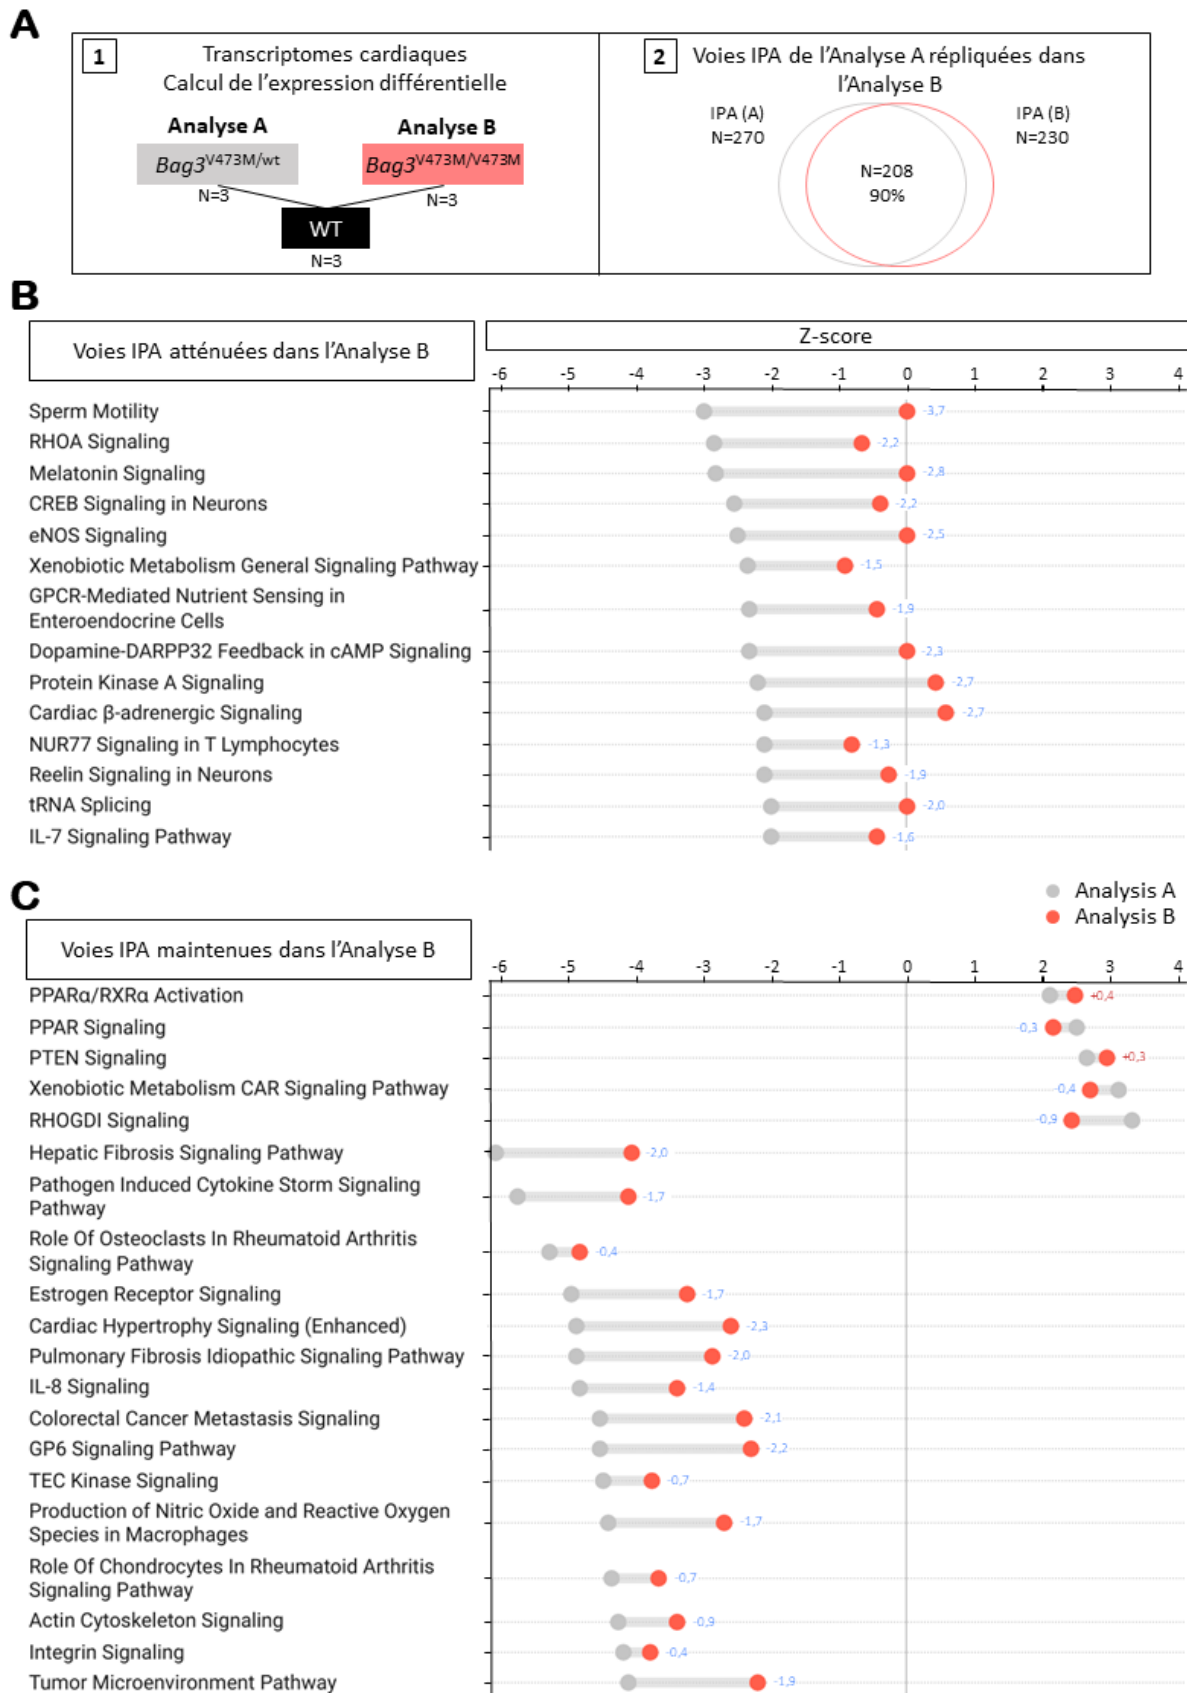 A
1
Transcriptomes cardiaques
Calcul de l'expression différentielle
Analyse A
Analyse B
Bag3V473M/wt
Bag3V473M/V473M
N=3
N=3
WT
N=3
2
Voies IPA de l'Analyse A répliquées dans
l'Analyse B
IPA (A)
N=270
IPA (B)
N=230
N=208
90%
B
Voies IPA atténuées dans l'Analyse B
Z-score
-6 -5 -4 -3 -2 -1 0 1 2 3 4
Sperm Motility -3,7
RHOA Signaling -2,2
Melatonin Signaling -2,8
CREB Signaling in Neurons -2,2
eNOS Signaling -2,5
Xenobiotic Metabolism General Signaling Pathway -1,5
GPCR-Mediated Nutrient Sensing in
Enteroendocrine Cells -1,9
Dopamine-DARPP32 Feedback in cAMP Signaling -2,3
Protein Kinase A Signaling -2,7
Cardiac β-adrenergic Signaling -2,7
NUR77 Signaling in T Lymphocytes -1,3
Reelin Signaling in Neurons -1,9
tRNA Splicing -2,0
IL-7 Signaling Pathway -1,6
C
Analysis A
Analysis B
Voies IPA maintenues dans l'Analyse B
-6 -5 -4 -3 -2 -1 0 1 2 3 4
PPARα/RXRα Activation +0,4
PPAR Signaling -0,3
PTEN Signaling +0,3
Xenobiotic Metabolism CAR Signaling Pathway -0,4
RHOGDI Signaling -0,9
Hepatic Fibrosis Signaling Pathway -2,0
Pathogen Induced Cytokine Storm Signaling
Pathway -1,7
Role Of Osteoclasts In Rheumatoid Arthritis
Signaling Pathway -0,4
Estrogen Receptor Signaling -1,7
Cardiac Hypertrophy Signaling (Enhanced) -2,3
Pulmonary Fibrosis Idiopathic Signaling Pathway -2,0
IL-8 Signaling -1,4
Colorectal Cancer Metastasis Signaling -2,1
GP6 Signaling Pathway -2,2
TEC Kinase Signaling -0,7
Production of Nitric Oxide and Reactive Oxygen
Species in Macrophages -1,7
Role Of Chondrocytes In Rheumatoid Arthritis
Signaling Pathway -0,7
Actin Cytoskeleton Signaling -0,9
Integrin Signaling -0,4
Tumor Microenvironment Pathway -1,9